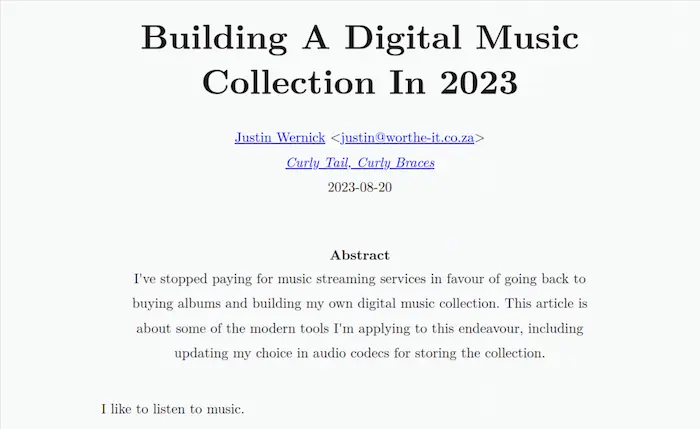 Building A Digital Music
Collection In 2023
Justin Wernick <justin@worthe-it.co.za>
Curly Tail, Curly Braces
2023-08-20
Abstract
I've stopped paying for music streaming services in favour of going back to
buying albums and building my own digital music collection. This article is
about some of the modern tools I'm applying to this endeavour, including
updating my choice in audio codecs for storing the collection.
I like to listen to music.